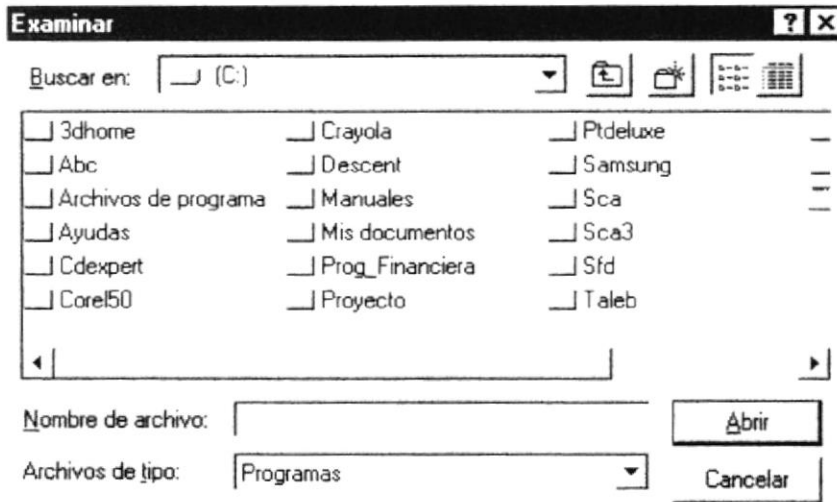 Examinar
Buscar en: (C:)
3dhome Crayola Ptdeluxe
Abc Descent Samsung
Archivos de programa Manuales Sca
Ayudas Mis documentos Sca3
Cdexpert Prog_Financiera Sfd
Corel50 Proyecto Taleb
Nombre de archivo: Abrir
Archivos de tipo: Programas Cancelar